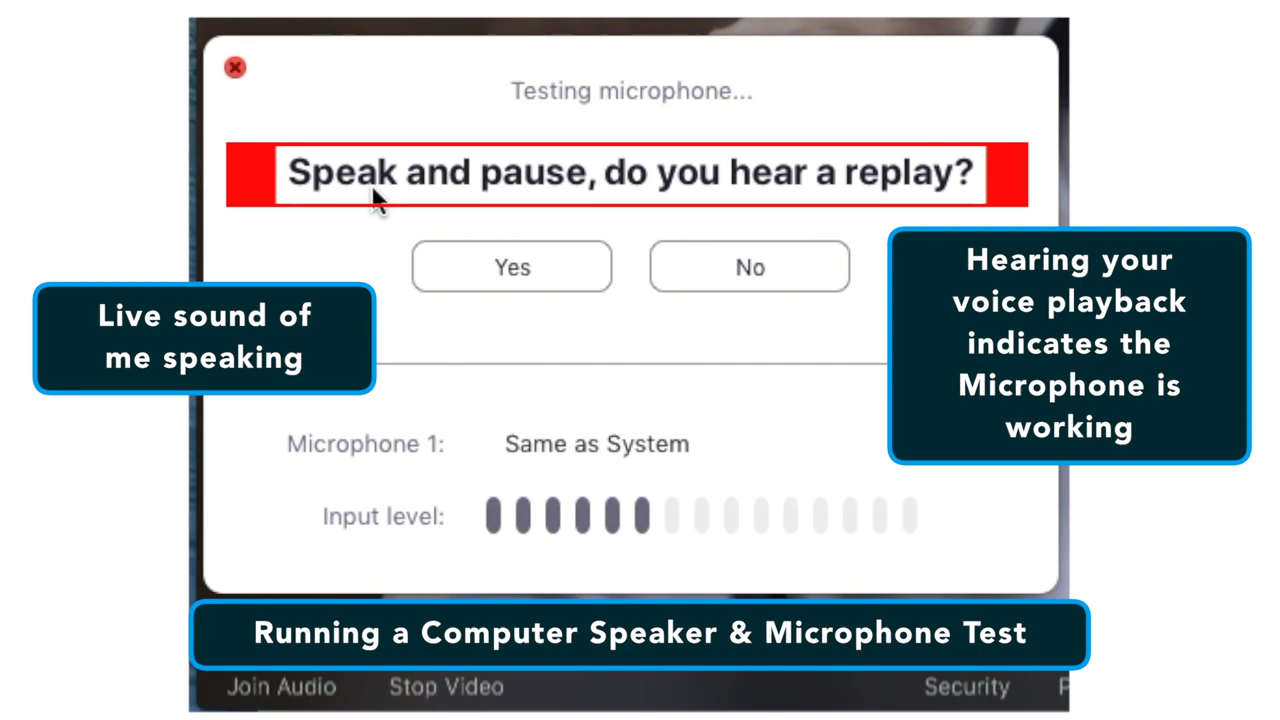 Testing microphone...
Speak and pause, do you hear a replay?
Yes
No
Live sound of
me speaking
Hearing your
voice playback
indicates the
Microphone is
working
Microphone 1:
Same as System
Input level:
Running a Computer Speaker & Microphone Test
Join Audio
Stop Video
Security